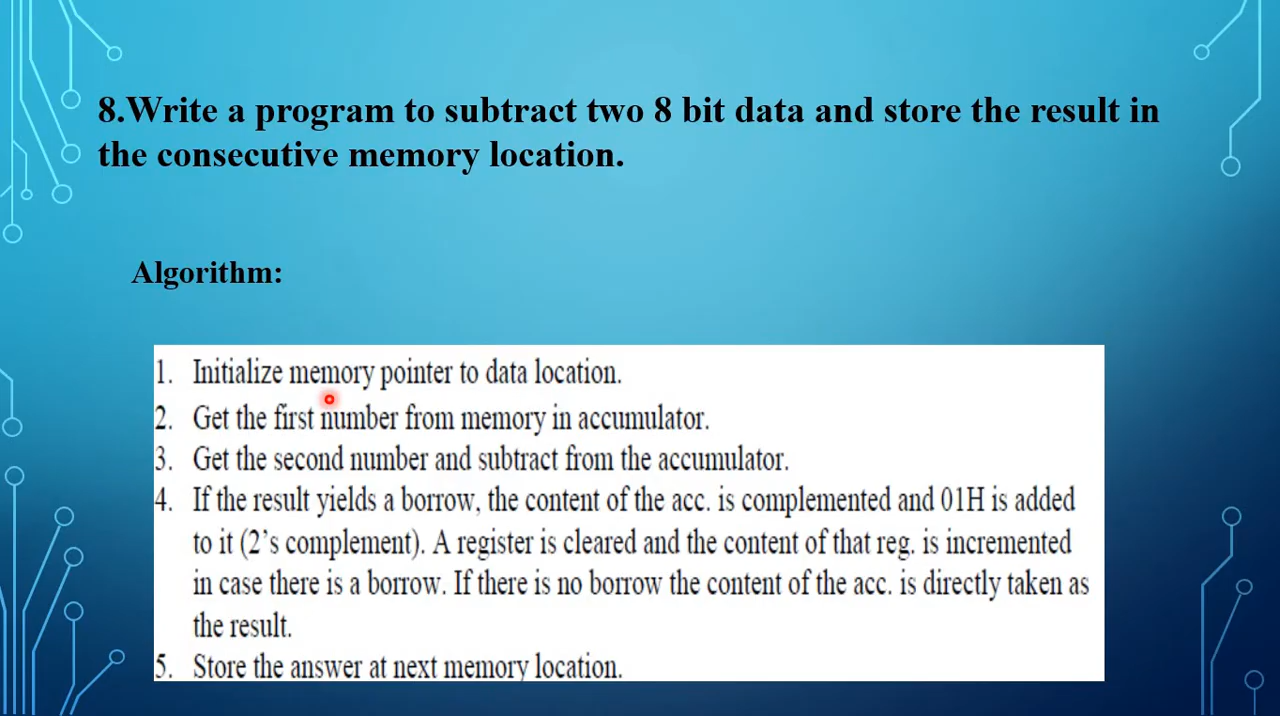 8.Write a program to subtract two 8 bit data and store the result in
the consecutive memory location.
Algorithm:
1. Initialize memory pointer to data location.
2. Get the first number from memory in accumulator.
3. Get the second number and subtract from the accumulator.
4. If the result yields a borrow, the content of the acc. is complemented and 01H is added
to it (2's complement). A register is cleared and the content of that reg. is incremented
in case there is a borrow. If there is no borrow the content of the acc. is directly taken as
the result.
5. Store the answer at next memory location.